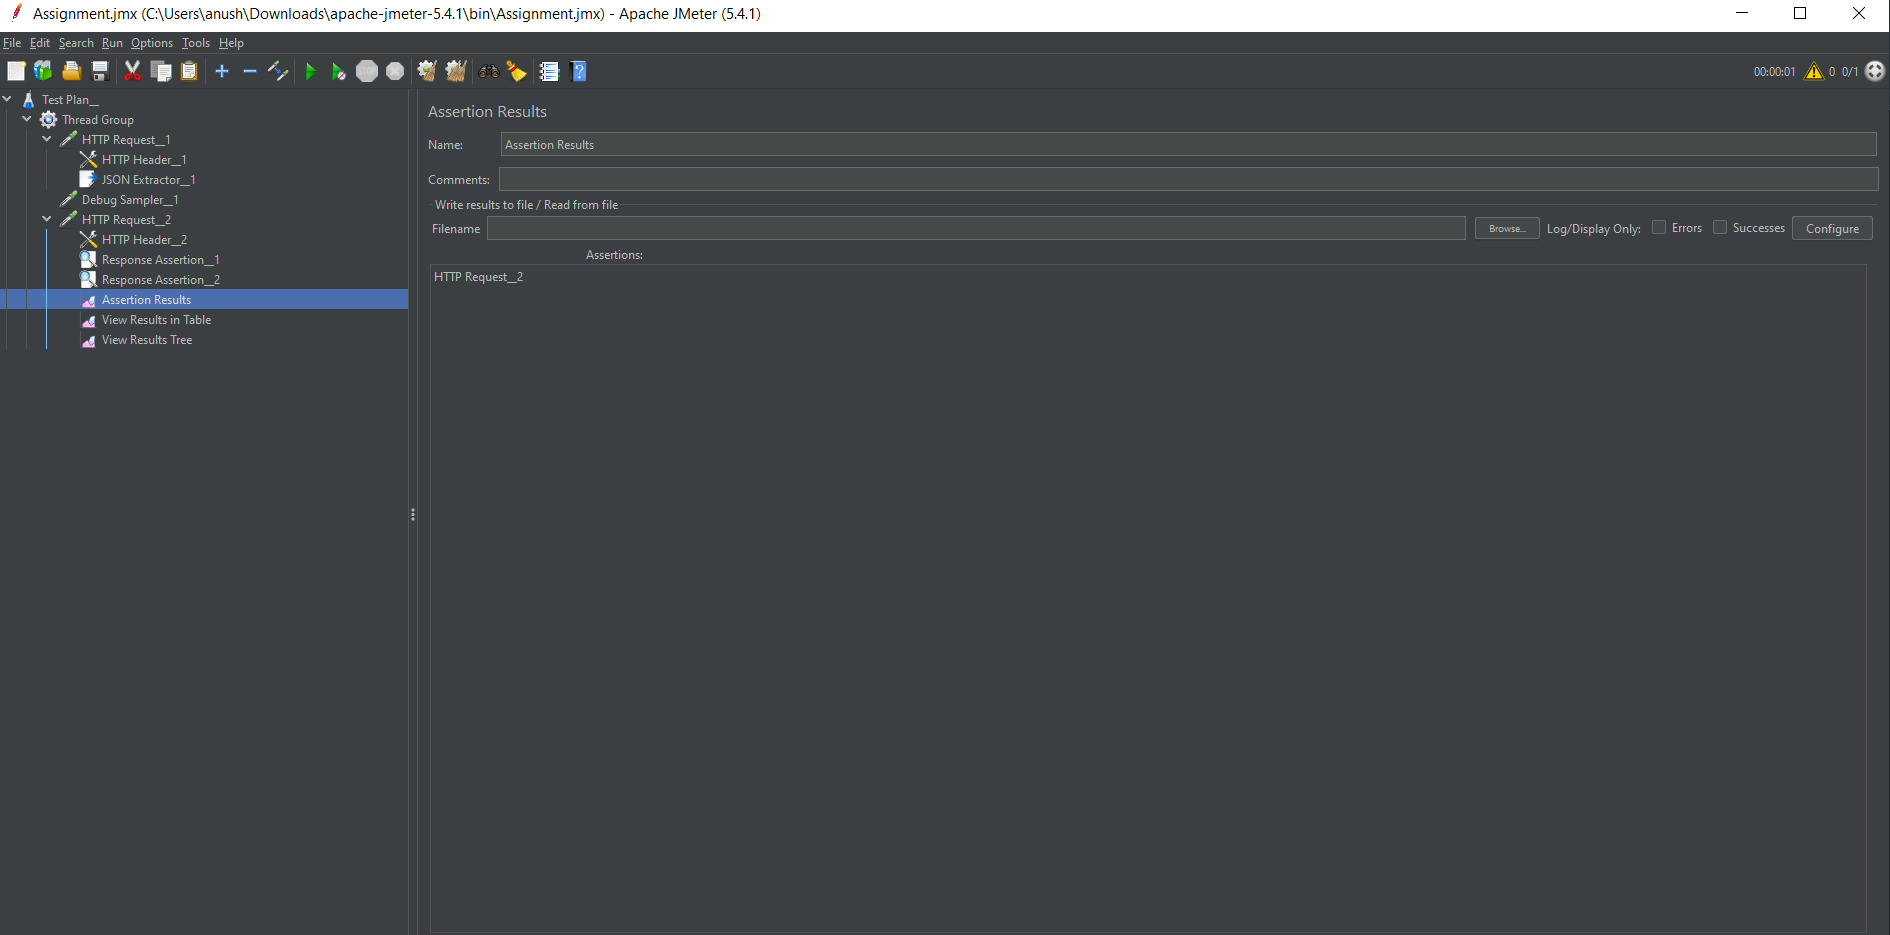 Assignment.jmx (C:\Users\anush\Downloads\apache-jmeter-5.4.1\bin\Assignment.jmx) - Apache JMeter (5.4.1)
File Edit Search Run Options Tools Help
00:00:01 0 0/1
Test Plan__
Thread Group
HTTP Request__1
HTTP Header__1
JSON Extractor__1
Debug Sampler__1
HTTP Request__2
HTTP Header__2
Response Assertion__1
Response Assertion__2
Assertion Results
View Results in Table
View Results Tree
Assertion Results
Name: Assertion Results
Comments:
Write results to file / Read from file
Filename Browse... Log/Display Only: Errors Successes Configure
Assertions:
HTTP Request__2